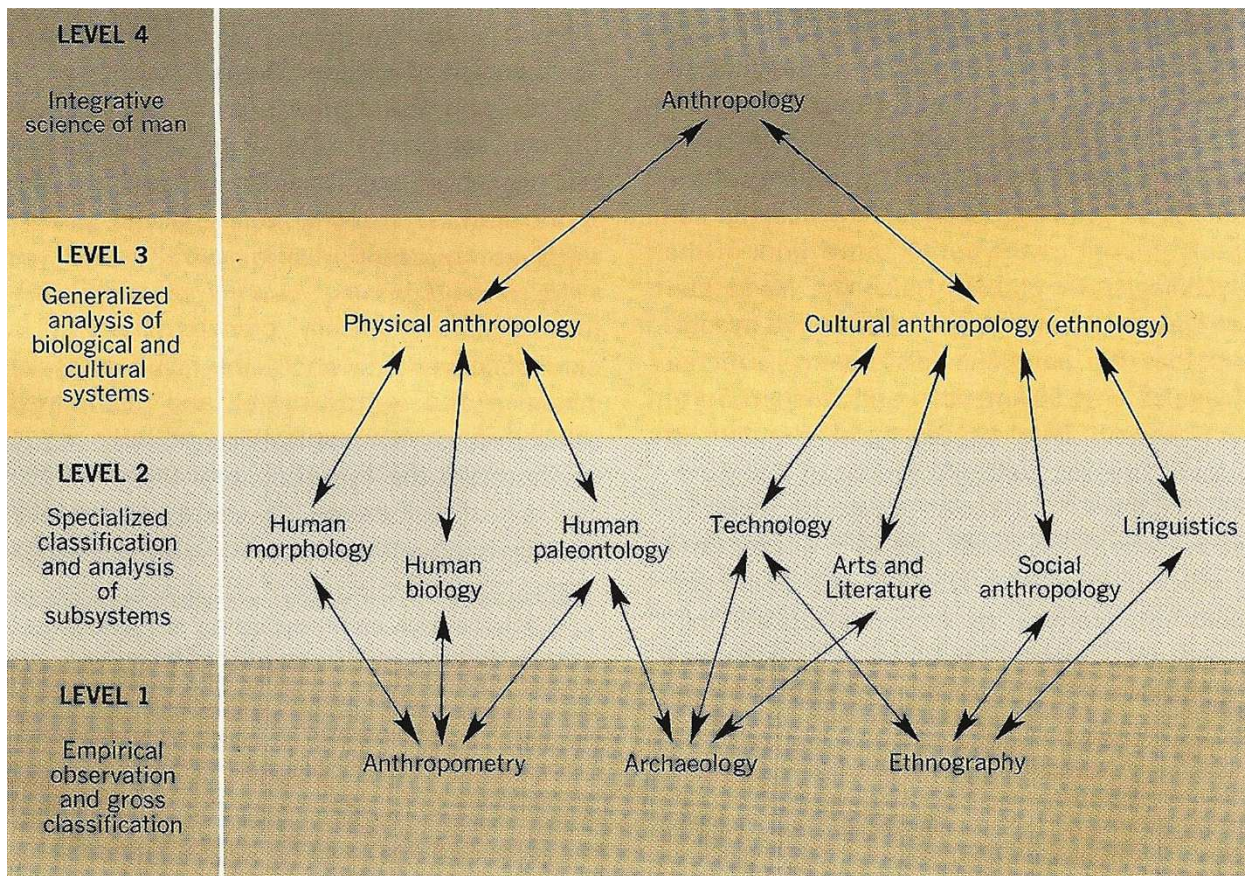 LEVEL 4
Integrative
science of man
Anthropology
LEVEL 3
Generalized
analysis of
biological and
cultural
systems
Physical anthropology
Cultural anthropology (ethnology)
LEVEL 2
Specialized
classification
and analysis
of
subsystems
Human
morphology
Human
biology
Human
paleontology
Technology
Arts and
Literature
Social
anthropology
Linguistics
LEVEL 1
Empirical
observation
and gross
classification
Anthropometry
Archaeology
Ethnography